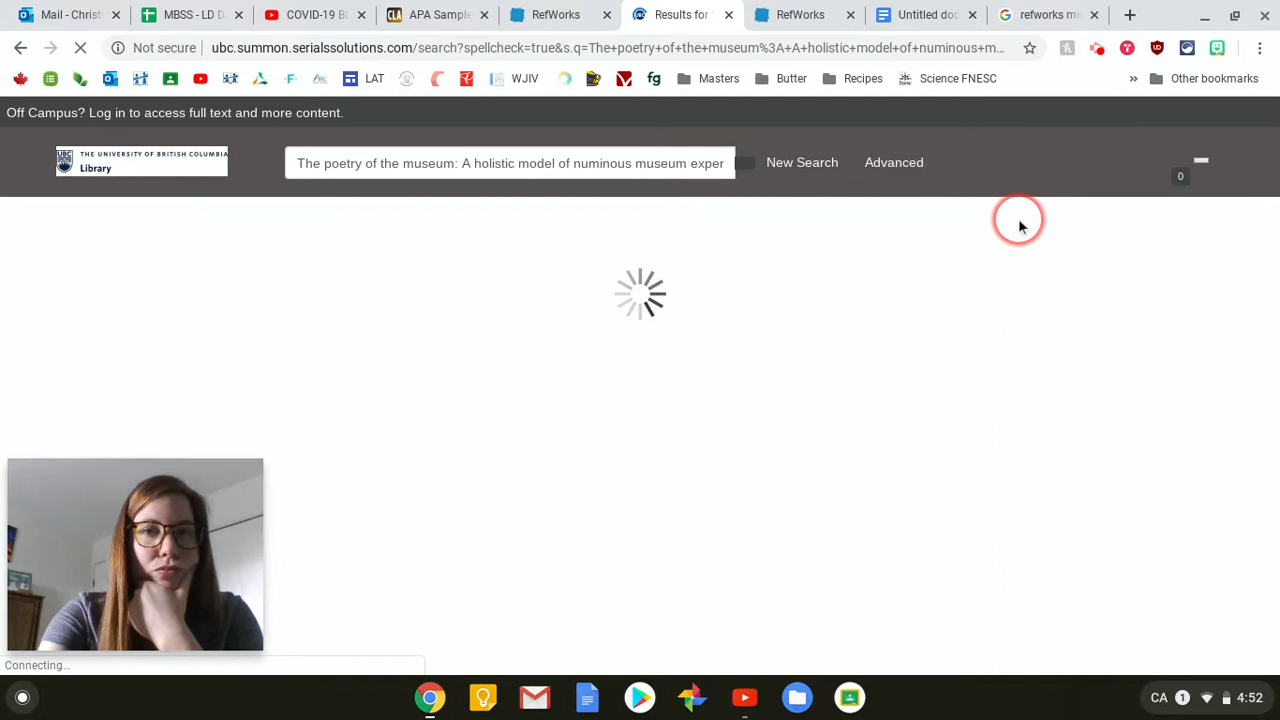 Mail - Christ
MBSS - LD D
COVID-19 B
APA Sample
RefWorks
Results for "
RefWorks
Untitled doc
refworks mi
Not secure ubc.summon.serialssolutions.com/search?spellcheck=true&s.q=The+poetry+of+the+museum%3A+A+holistic+model+of+numinous+m...
LAT
WJIV
fg
Masters
Butter
Recipes
Science FNESC
»
Other bookmarks
Off Campus? Log in to access full text and more content.
UBC THE UNIVERSITY OF BRITISH COLUMBIA
Library
The poetry of the museum: A holistic model of numinous museum exper
New Search
Advanced
0
Connecting...
CA 1 4:52